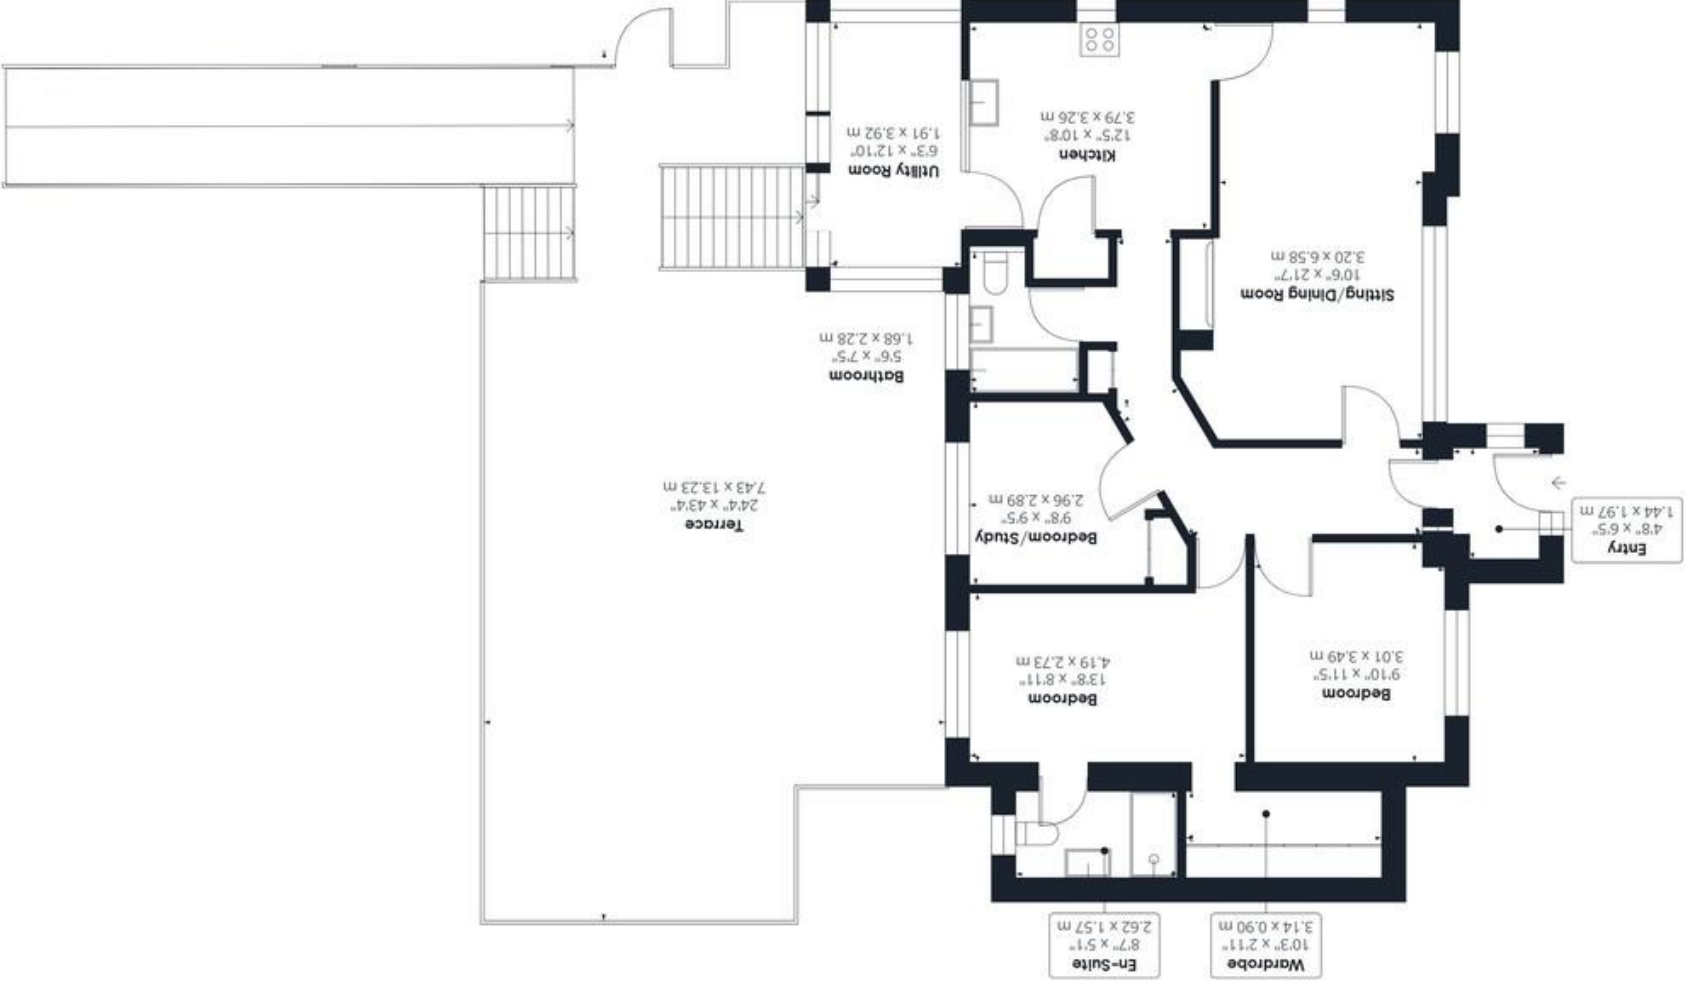 Wardrobe
10'3" x 2'11"
3.14 x 0.90 m
En-Suite
8'7" x 5'1"
2.62 x 1.57 m
Bedroom
9'10" x 11'5"
3.01 x 3.49 m
Bedroom
13'8" x 8'11"
4.19 x 2.73 m
Entry
4'8" x 6'5"
1.44 x 1.97 m
Bedroom/Study
9'8" x 9'5"
2.96 x 2.89 m
Terrace
24'4" x 43'4"
7.43 x 13.23 m
Bathroom
5'6" x 7'5"
1.68 x 2.28 m
Sitting/Dining Room
10'6" x 21'7"
3.20 x 6.58 m
Kitchen
12'5" x 10'8"
3.79 x 3.26 m
Utility Room
6'3" x 12'10"
1.91 x 3.92 m